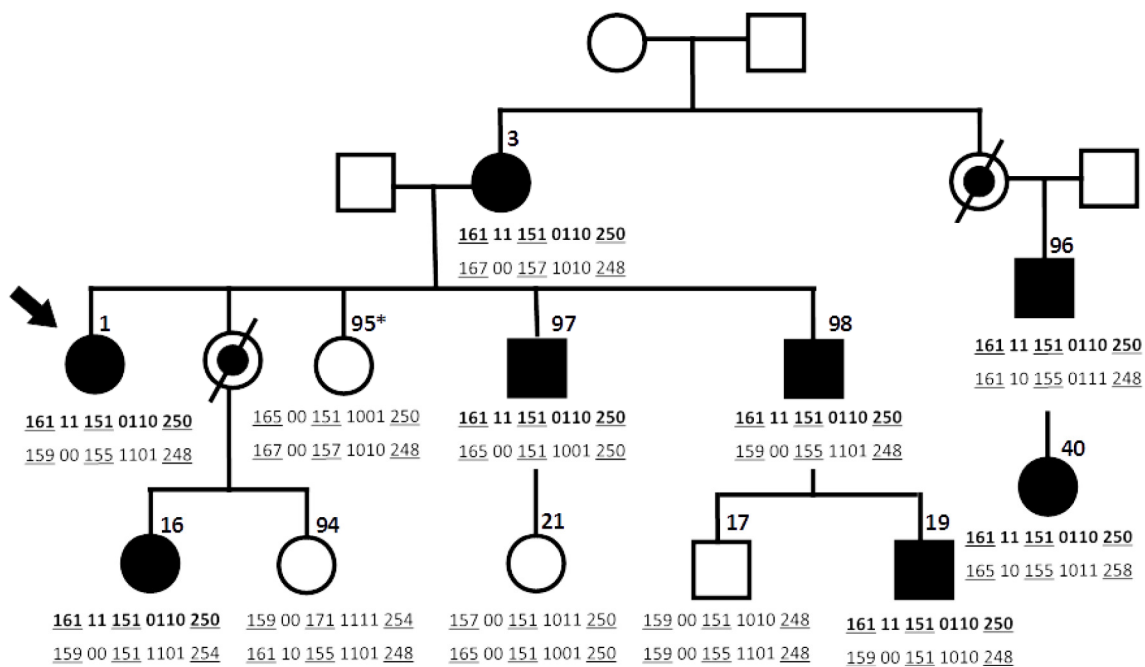 3
161 11 151 0110 250
167 00 157 1010 248
96
161 11 151 0110 250
161 10 155 0111 248
1
161 11 151 0110 250
159 00 155 1101 248
95*
165 00 151 1001 250
167 00 157 1010 248
97
161 11 151 0110 250
165 00 151 1001 250
98
161 11 151 0110 250
159 00 155 1101 248
40
161 11 151 0110 250
165 10 155 1011 258
16
161 11 151 0110 250
159 00 151 1101 254
94
159 00 171 1111 254
161 10 155 1101 248
21
157 00 151 1011 250
165 00 151 1001 250
17
159 00 151 1010 248
159 00 155 1101 248
19
161 11 151 0110 250
159 00 151 1010 248